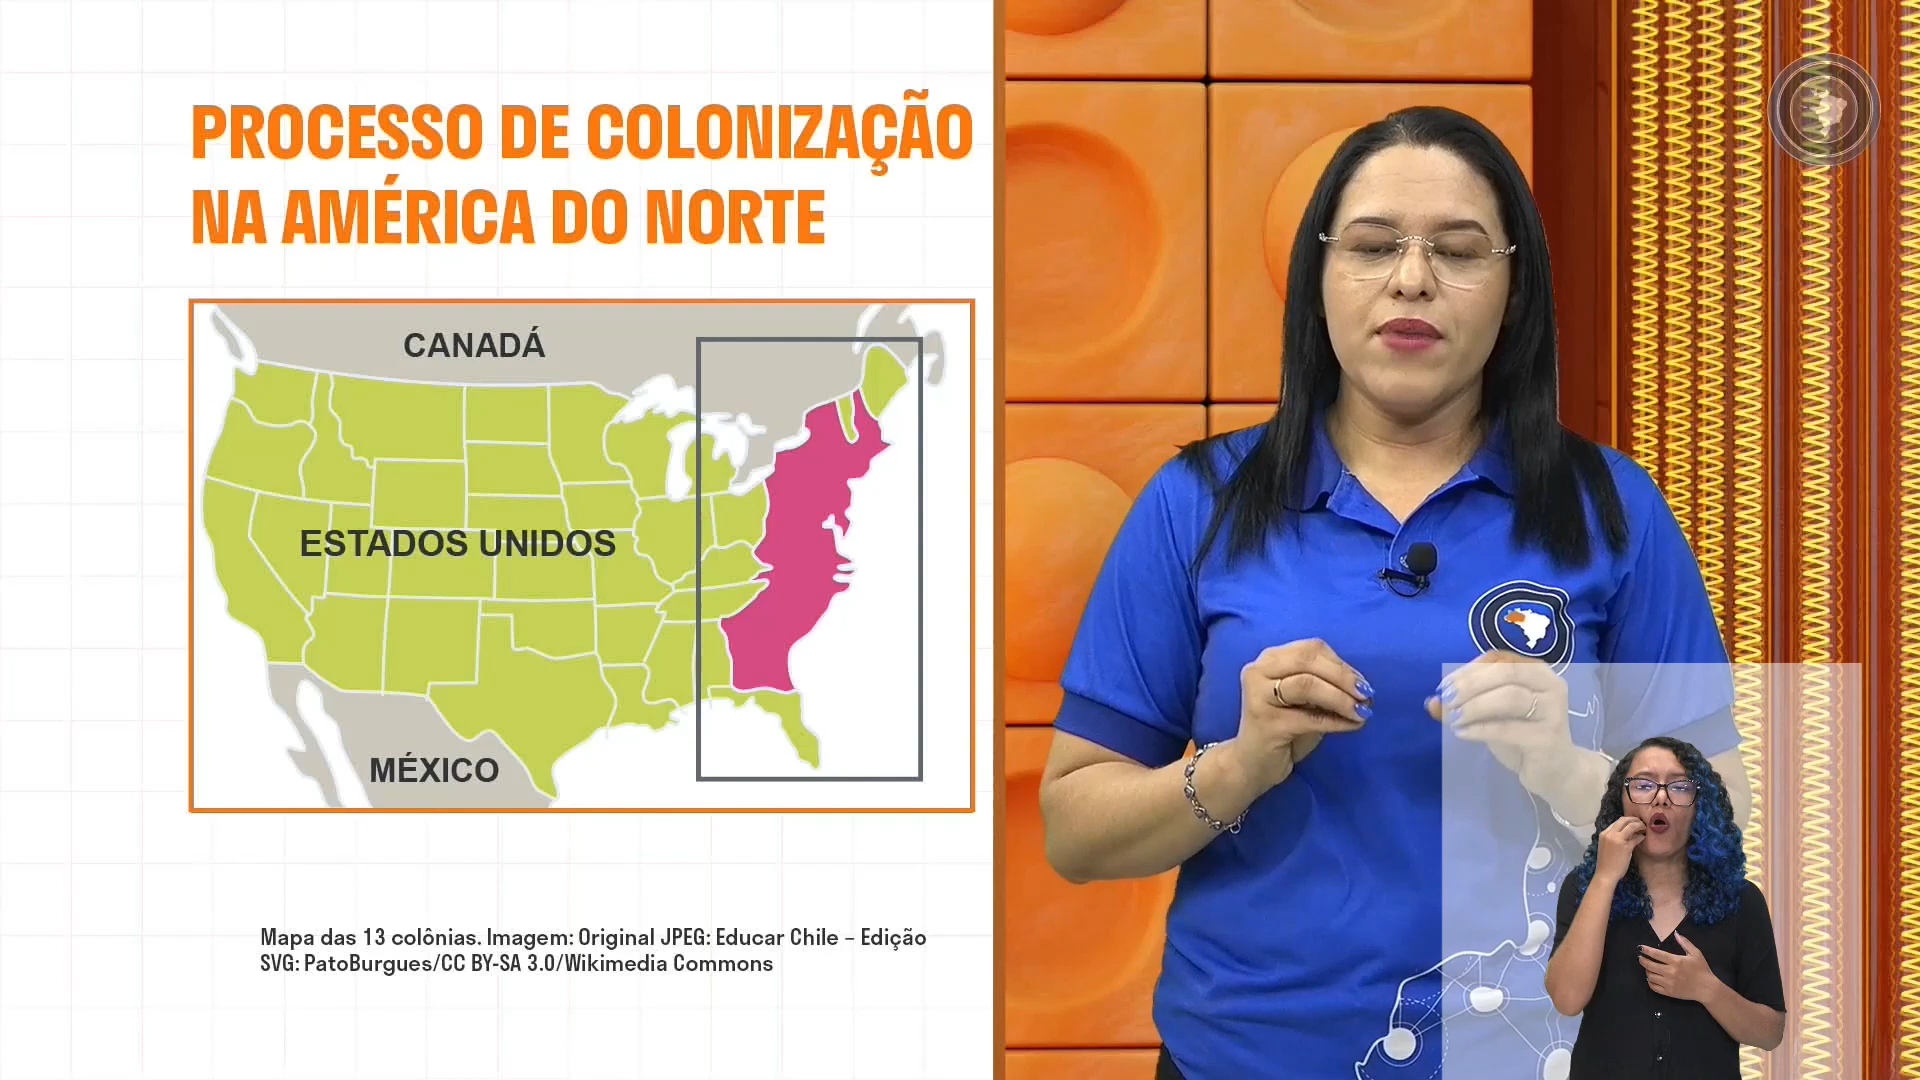 PROCESSO DE COLONIZAÇÃO
NA AMÉRICA DO NORTE
CANADÁ
ESTADOS UNIDOS
MÉXICO
Mapa das 13 colônias. Imagem: Original JPEG: Educar Chile – Edição
SVG: PatoBurgues/CC BY-SA 3.0/Wikimedia Commons